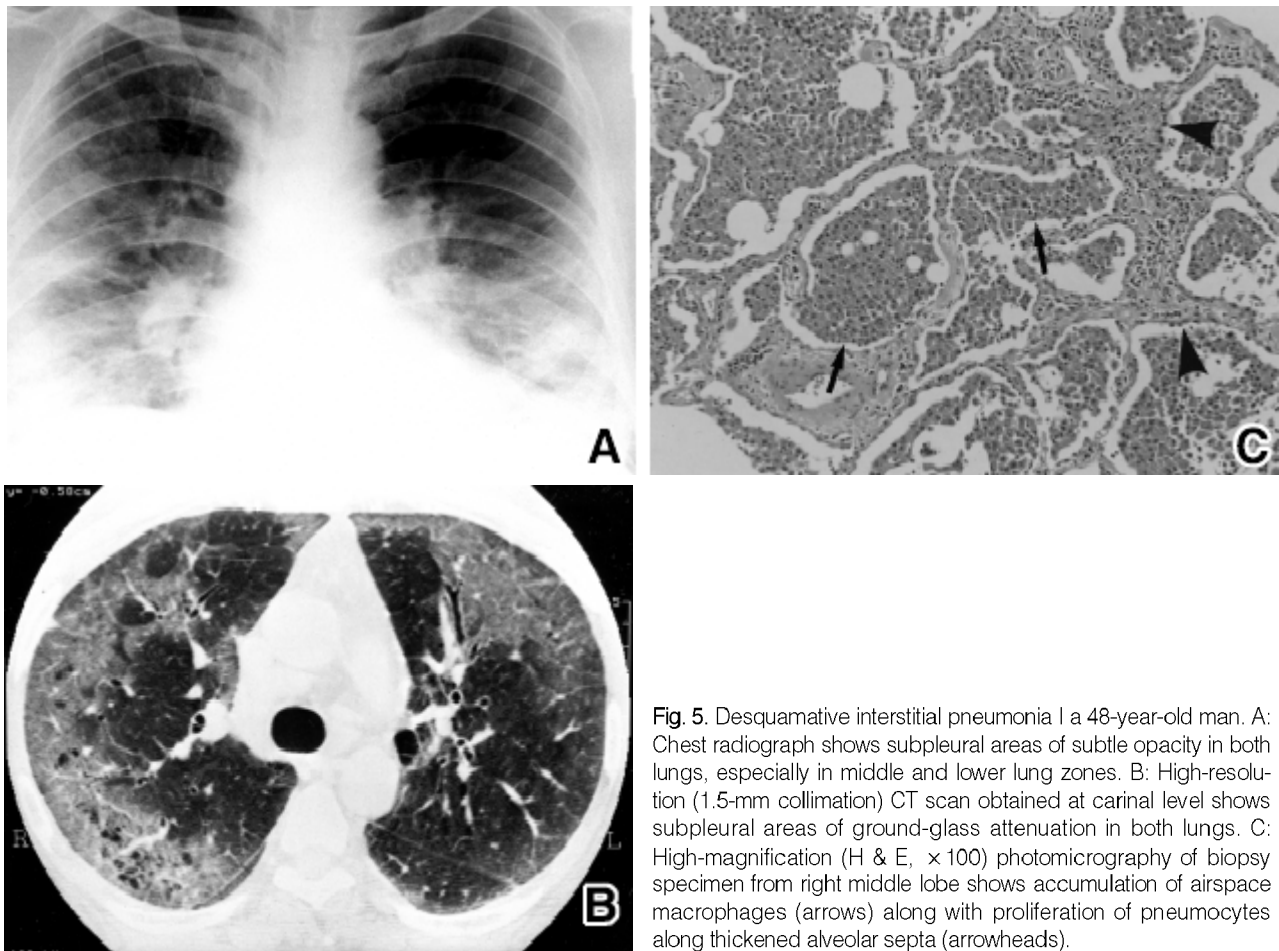 A
C
y= -0.50cm
R
L
B
Fig. 5. Desquamative interstitial pneumonia I a 48-year-old man. A:
Chest radiograph shows subpleural areas of subtle opacity in both
lungs, especially in middle and lower lung zones. B: High-resolu-
tion (1.5-mm collimation) CT scan obtained at carinal level shows
subpleural areas of ground-glass attenuation in both lungs. C:
High-magnification (H & E, ×100) photomicrography of biopsy
specimen from right middle lobe shows accumulation of airspace
macrophages (arrows) along with proliferation of pneumocytes
along thickened alveolar septa (arrowheads).